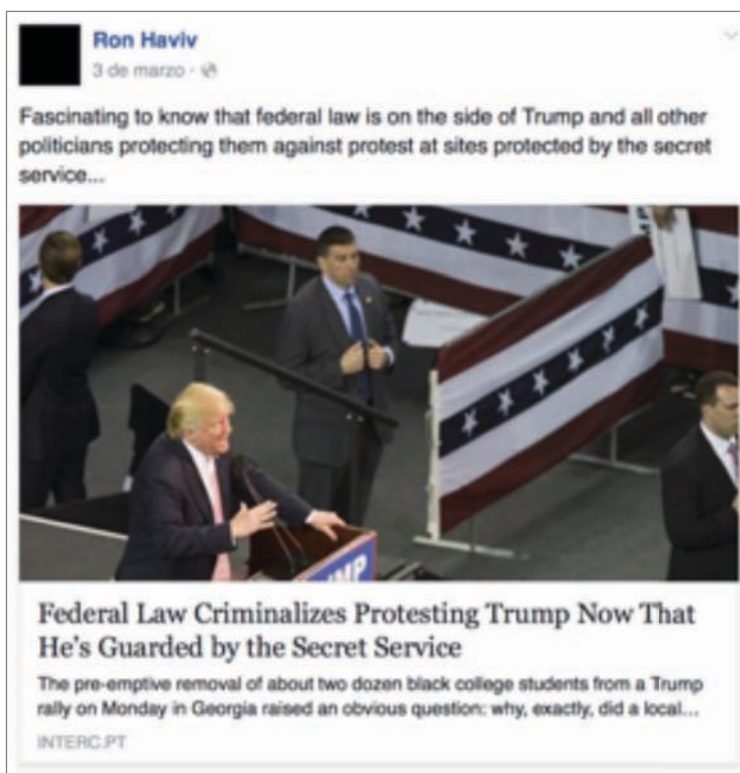 Ron Haviv
3 de marzo ·
Fascinating to know that federal law is on the side of Trump and all other
politicians protecting them against protest at sites protected by the secret
service...
MP
Federal Law Criminalizes Protesting Trump Now That
He's Guarded by the Secret Service
The pre-emptive removal of about two dozen black college students from a Trump
rally on Monday in Georgia raised an obvious question: why, exactly, did a local...
INTERC.PT